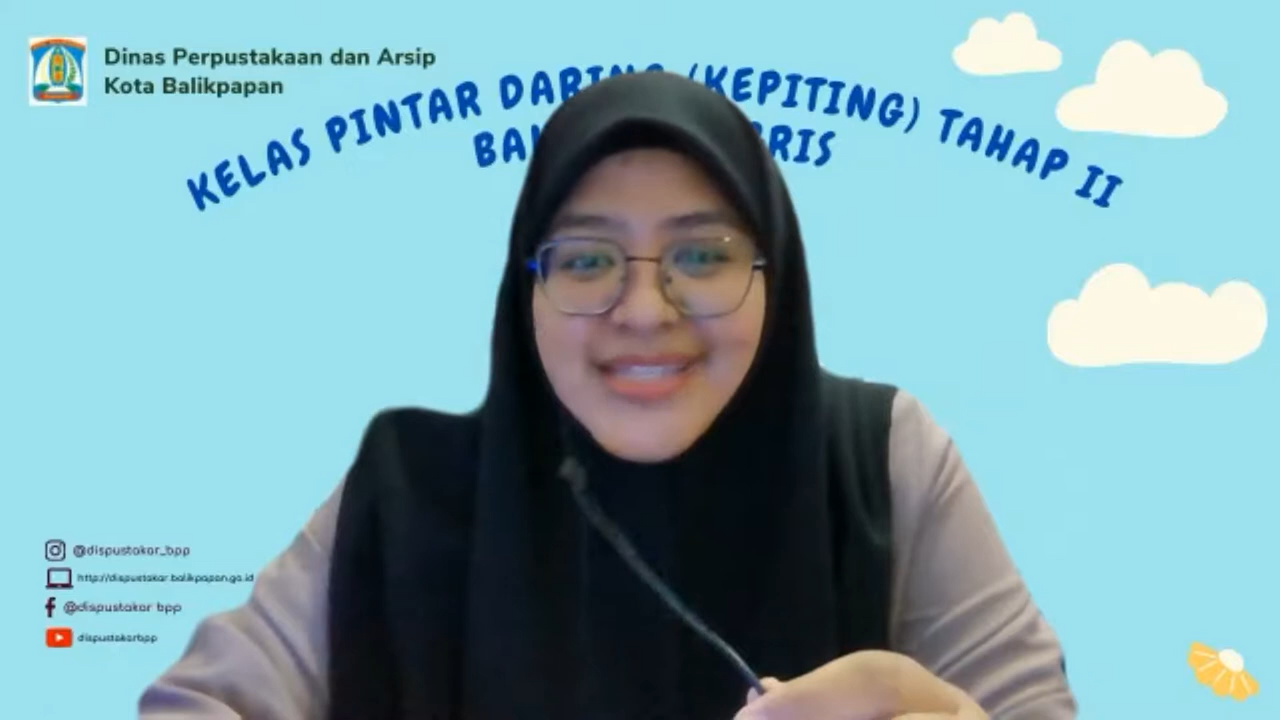 Dinas Perpustakaan dan Arsip
Kota Balikpapan
KELAS PINTAR DARING (KEPITING) TAHAP II
BA RIS
@dispustakar_bpp
http://dispustakar.balikpapan.go.id
@dispustakar bpp
dispustakarbpp